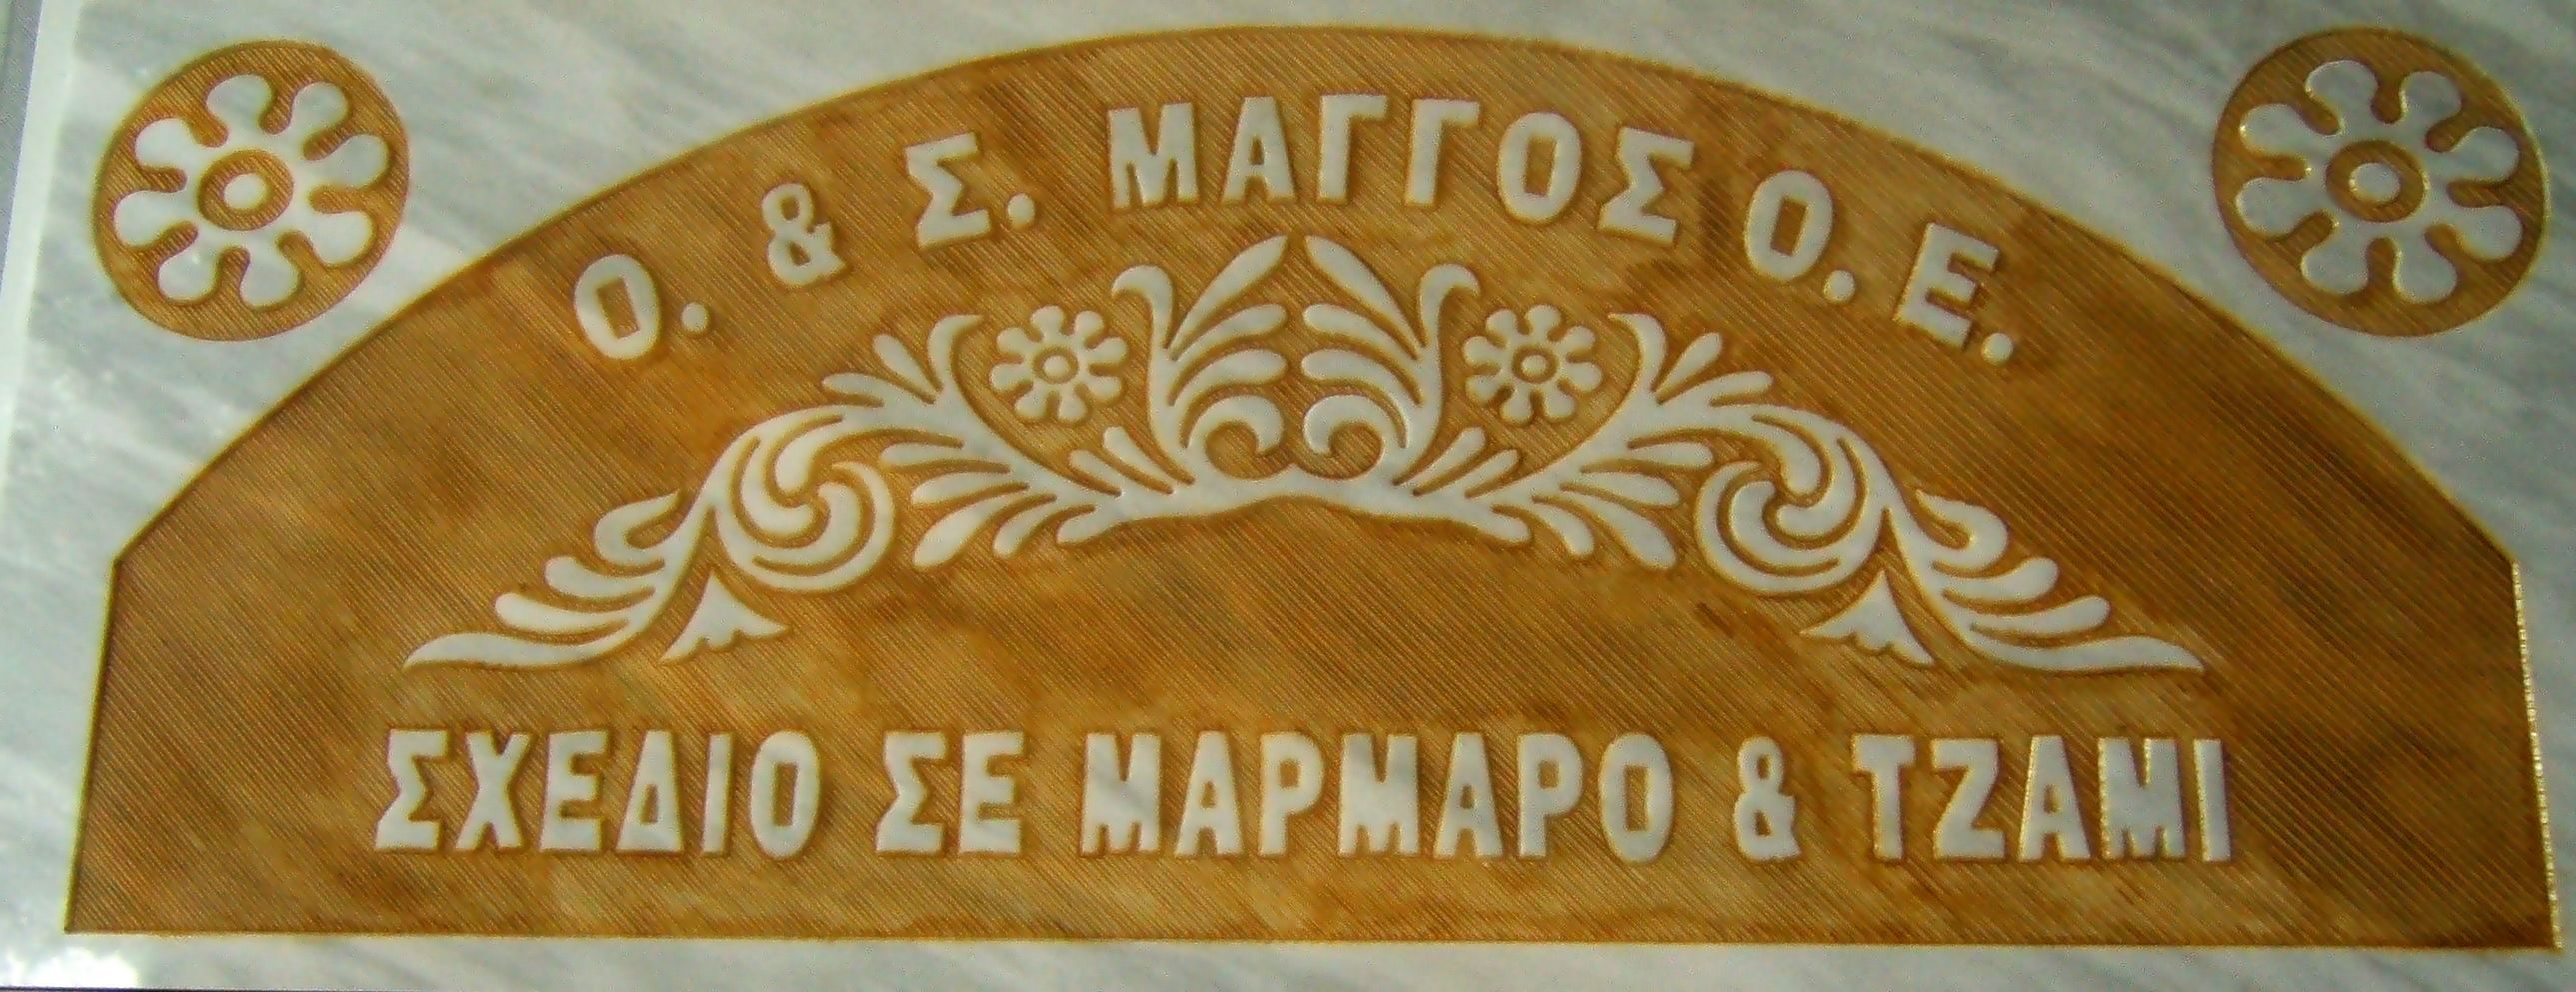 Ο. & Σ. ΜΑΓΓΟΣ Ο.Ε.
ΣΧΕΔΙΟ ΣΕ ΜΑΡΜΑΡΟ & ΤΖΑΜΙ